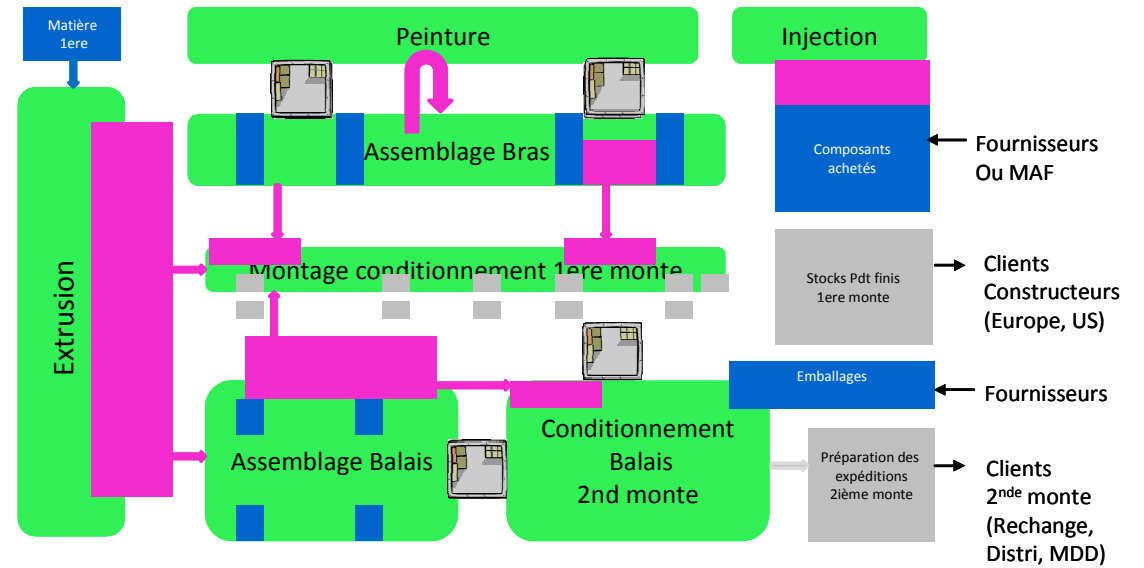 Matière
1ere
Peinture
Injection
Assemblage Bras
Composants
achetés
Fournisseurs
Ou MAF
Extrusion
Montage conditionnement 1ere monte
Stocks Pdt finis
1ere monte
Clients
Constructeurs
(Europe, US)
Emballages
Fournisseurs
Assemblage Balais
Conditionnement
Balais
2nd monte
Préparation des
expéditions
2ième monte
Clients
2nde monte
(Rechange,
Distri, MDD)